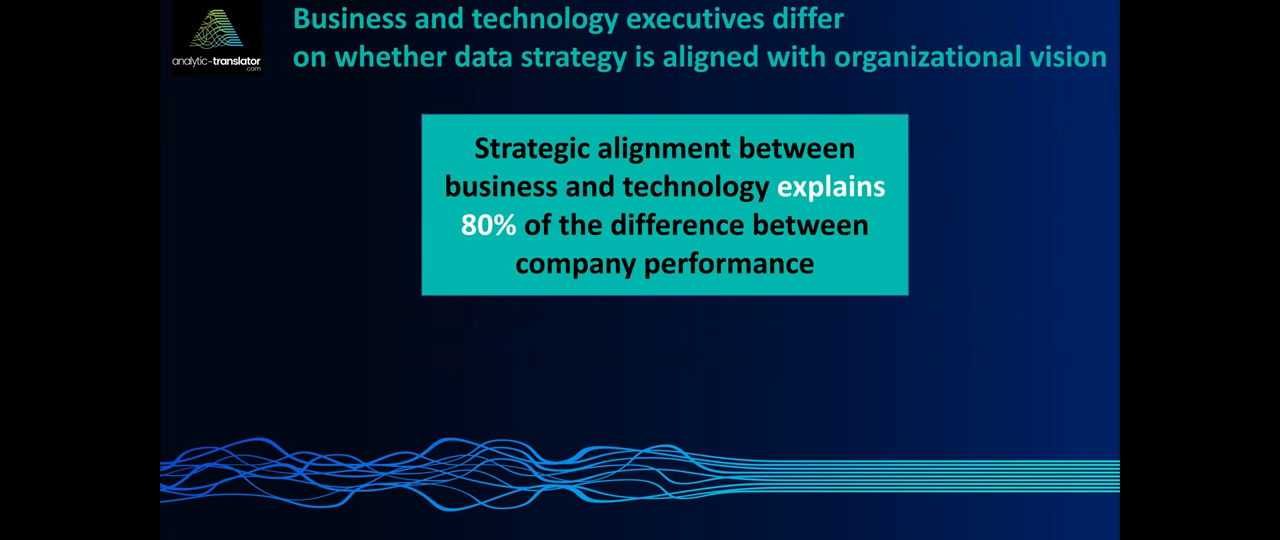 Business and technology executives differ
on whether data strategy is aligned with organizational vision
analytic-translator
.com
Strategic alignment between
business and technology explains
80% of the difference between
company performance